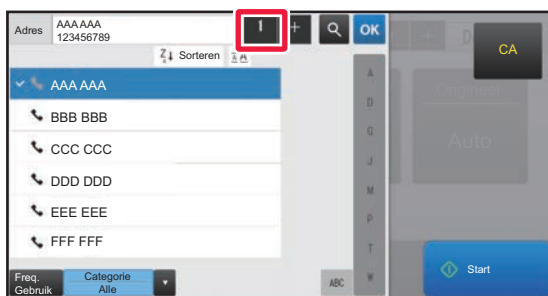 Adres
AAA AAA
123456789
1
+
OK
CA
Z↓ Sorteren
AAA AAA
BBB BBB
CCC CCC
DDD DDD
EEE EEE
FFF FFF
A
D
G
J
M
P
T
W
Origineel
Auto
Freq.
Gebruik
Categorie
Alle
ABC
Start